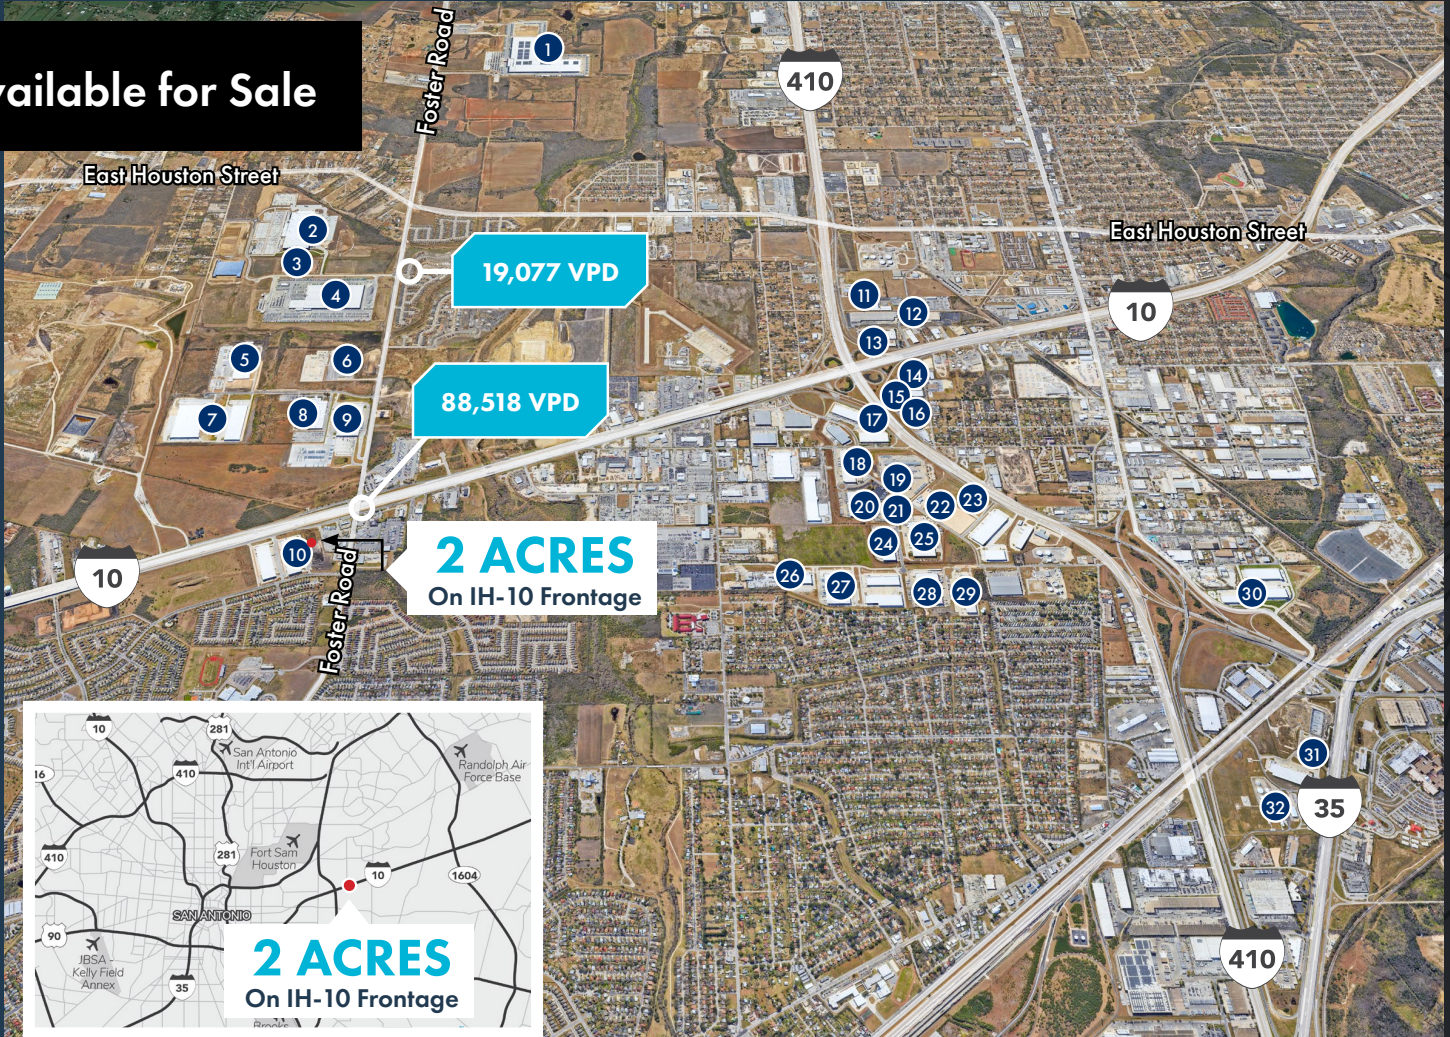 vailable for Sale
Foster Road
1
410
East Houston Street
2
3
4
19,077 VPD
East Houston Street
10
11
12
13
5
6
7
8
9
88,518 VPD
14
15
16
17
18
19
20
21
22
23
24
25
10
10
Foster Road
2 ACRES
On IH-10 Frontage
26
27
28
29
30
31
32
35
410
10
281
San Antonio
Int'l Airport
410
Randolph Air
Force Base
16
410
281
Fort Sam
Houston
10
1604
SAN ANTONIO
90
JBSA -
Kelly Field
Annex
35
2 ACRES
On IH-10 Frontage
Brooks